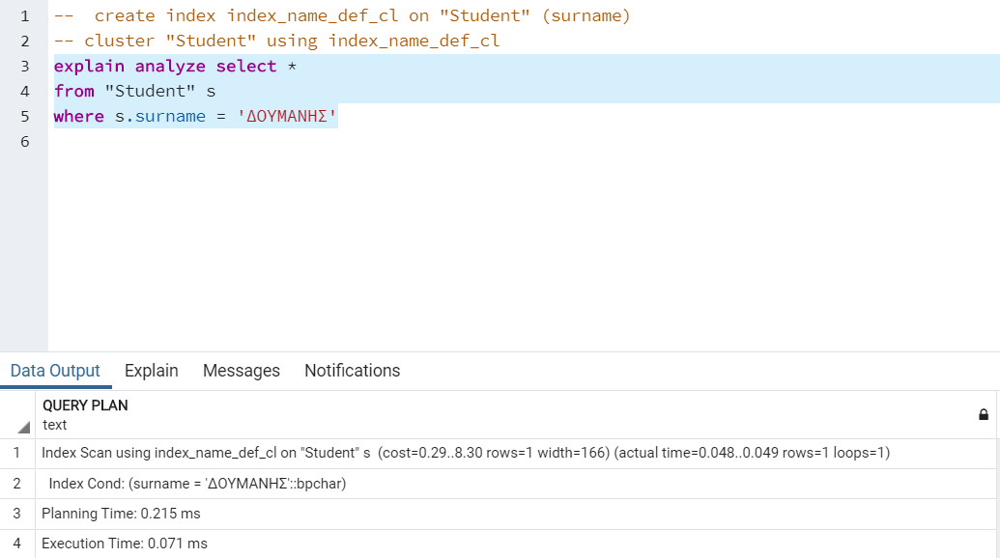 1 -- create index index_name_def_cl on "Student" (surname)
2 -- cluster "Student" using index_name_def_cl
3 explain analyze select *
4 from "Student" s
5 where s.surname = 'ΔΟΥΜΑΝΗΣ'
6
Data Output Explain Messages Notifications
QUERY PLAN
text
1 Index Scan using index_name_def_cl on "Student" s (cost=0.29..8.30 rows=1 width=166) (actual time=0.048..0.049 rows=1 loops=1)
2 Index Cond: (surname = 'ΔΟΥΜΑΝΗΣ'::bpchar)
3 Planning Time: 0.215 ms
4 Execution Time: 0.071 ms